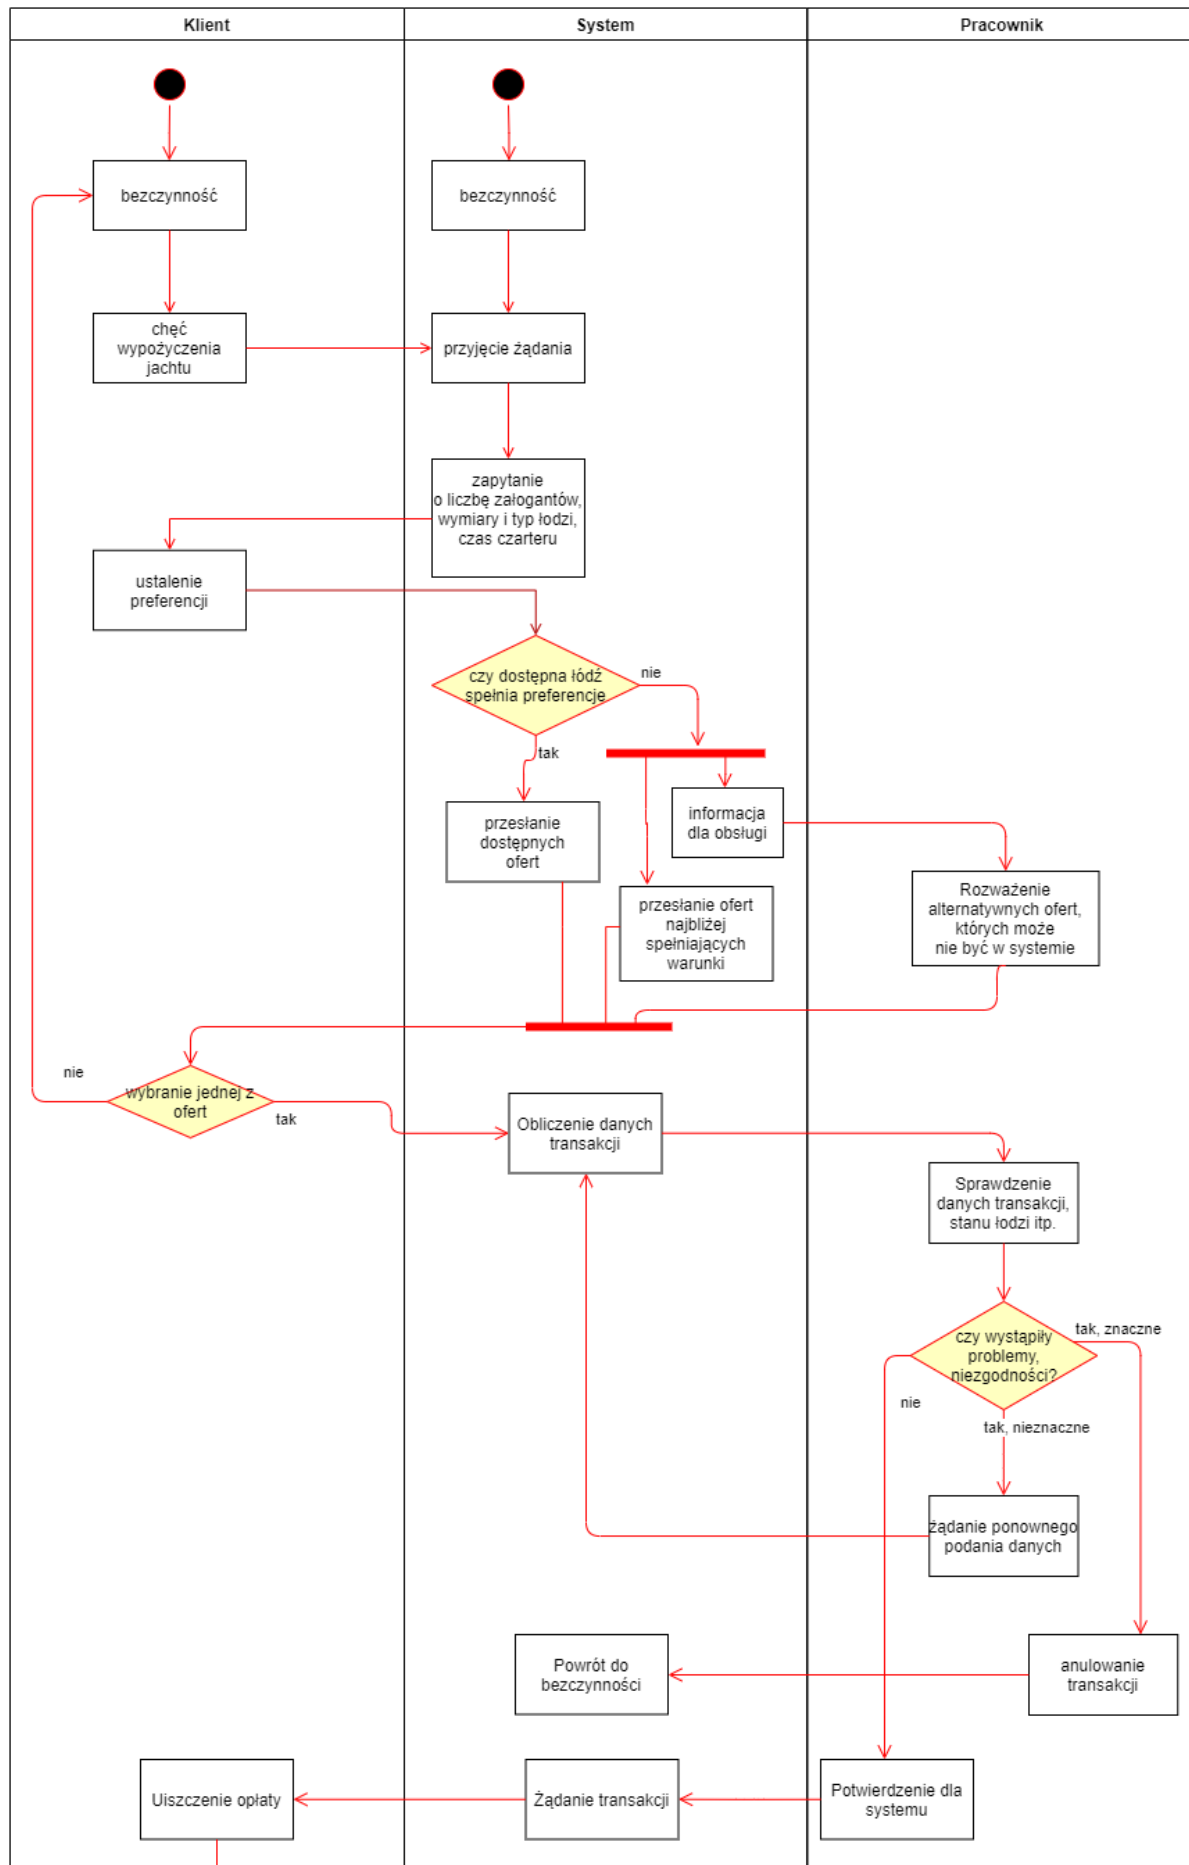 Klient
System
Pracownik
bezczynność
bezczynność
chęć
wypożyczenia
jachtu
przyjęcie żądania
zapytanie
o liczbę załogantów,
wymiary i typ łodzi,
czas czarteru
ustalenie
preferencji
czy dostępna łódź
spełnia preferencje
nie
tak
informacja
dla obsługi
przesłanie
dostępnych
ofert
przesłanie ofert
najbliżej
spełniających
warunki
Rozważenie
alternatywnych ofert,
których może
nie być w systemie
nie
wybranie jednej z
ofert
tak
Obliczenie danych
transakcji
Sprawdzenie
danych transakcji,
stanu łodzi itp.
czy wystąpiły
problemy,
niezgodności?
tak, znaczne
nie
tak, nieznaczne
żądanie ponownego
podania danych
Powrót do
bezczynności
anulowanie
transakcji
Uiszczenie opłaty
Żądanie transakcji
Potwierdzenie dla
systemu